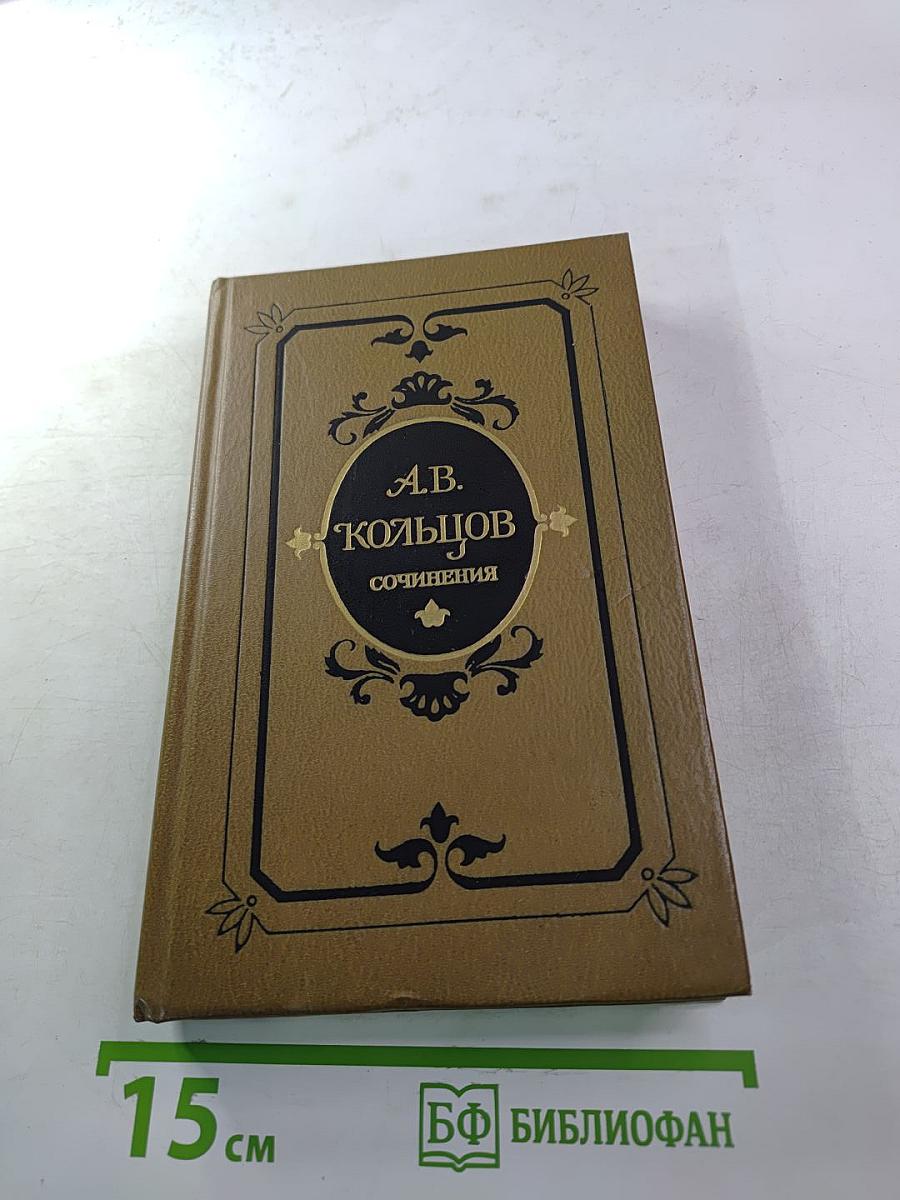 А.В.
КОЛЬЦОВ
СОЧИНЕНИЯ
15 см
БФ БИБЛИОФАН